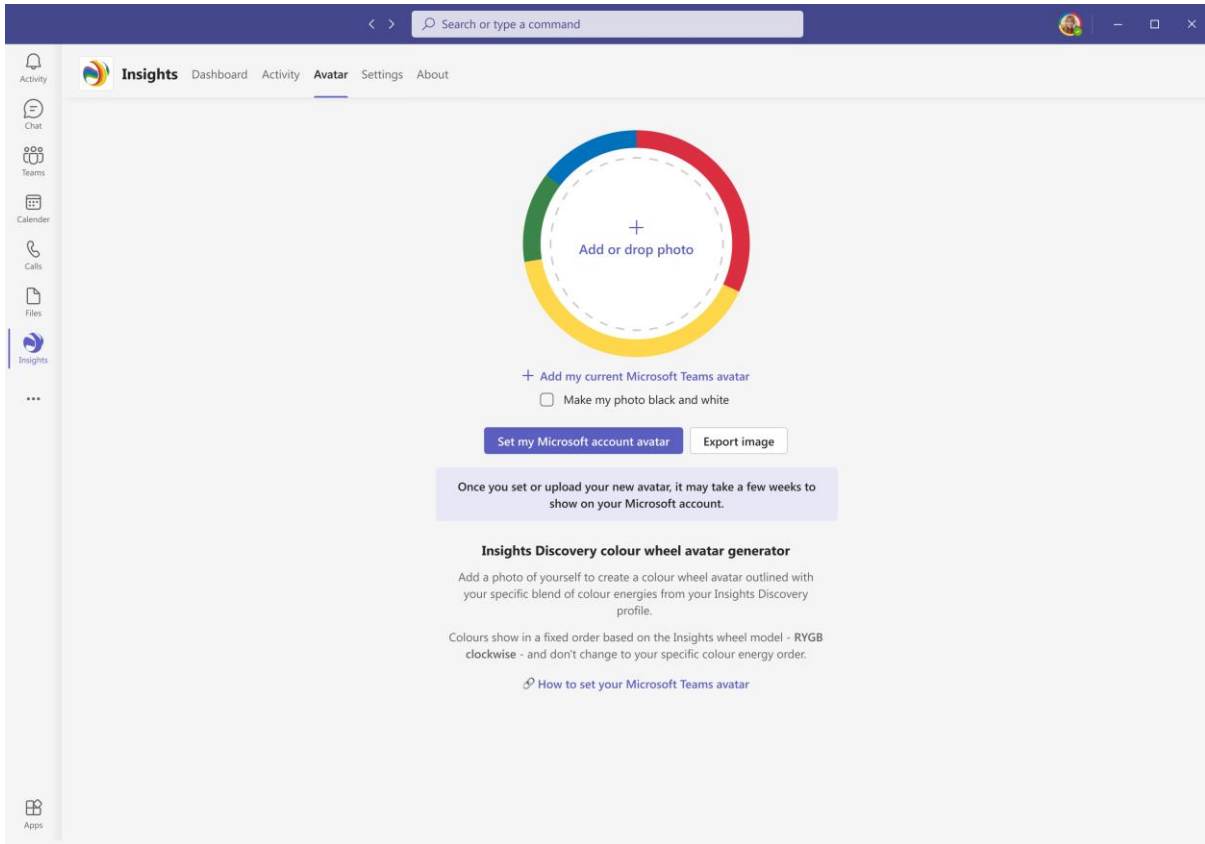 Search or type a command
Activity
Chat
Teams
Calender
Calls
Files
Insights
Apps
Insights Dashboard Activity Avatar Settings About
Add or drop photo
Add my current Microsoft Teams avatar
Make my photo black and white
Set my Microsoft account avatar Export image
Once you set or upload your new avatar, it may take a few weeks to
show on your Microsoft account.
Insights Discovery colour wheel avatar generator
Add a photo of yourself to create a colour wheel avatar outlined with
your specific blend of colour energies from your Insights Discovery
profile.
Colours show in a fixed order based on the Insights wheel model - RYGB
clockwise - and don't change to your specific colour energy order.
How to set your Microsoft Teams avatar